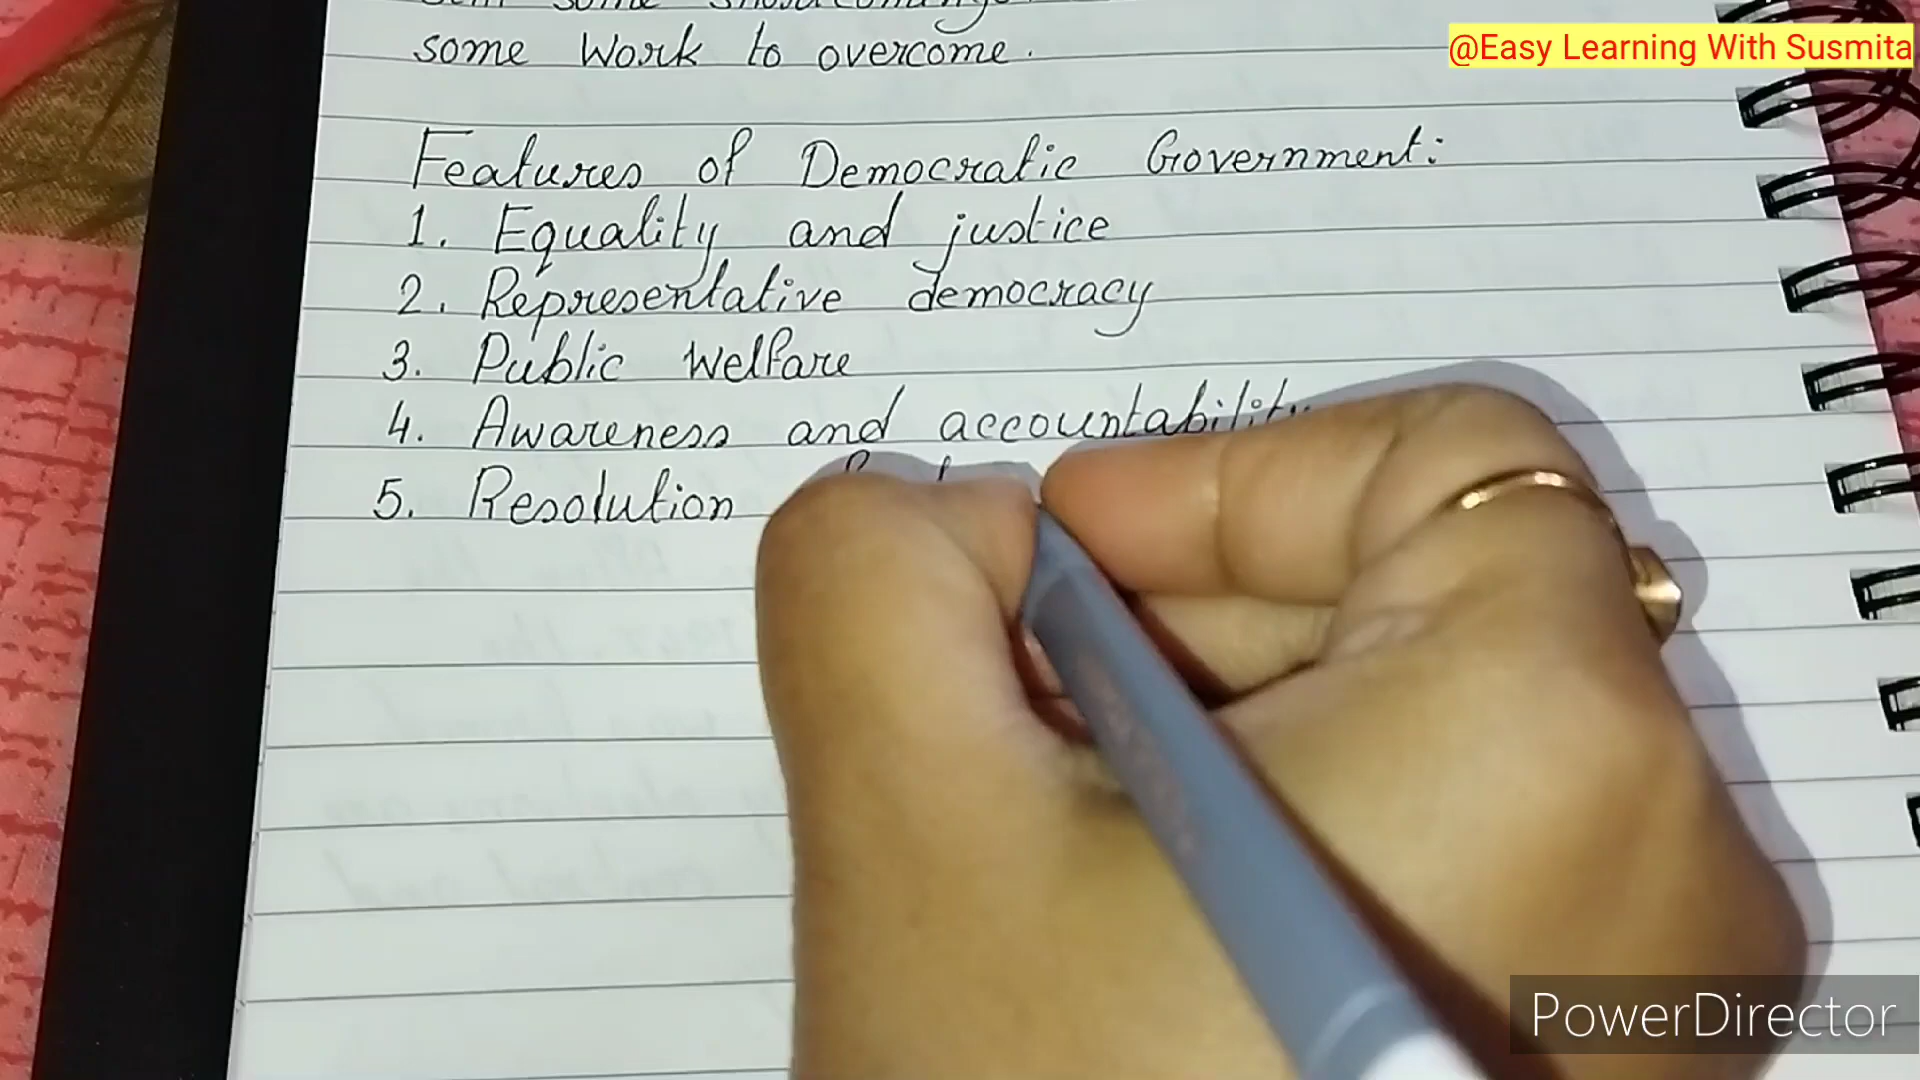 some work to overcome.
@Easy Learning With Susmita
Features of Democratic Government:
1. Equality and justice
2. Representative democracy
3. Public Welfare
4. Awareness and accountability
5. Resolution
PowerDirector